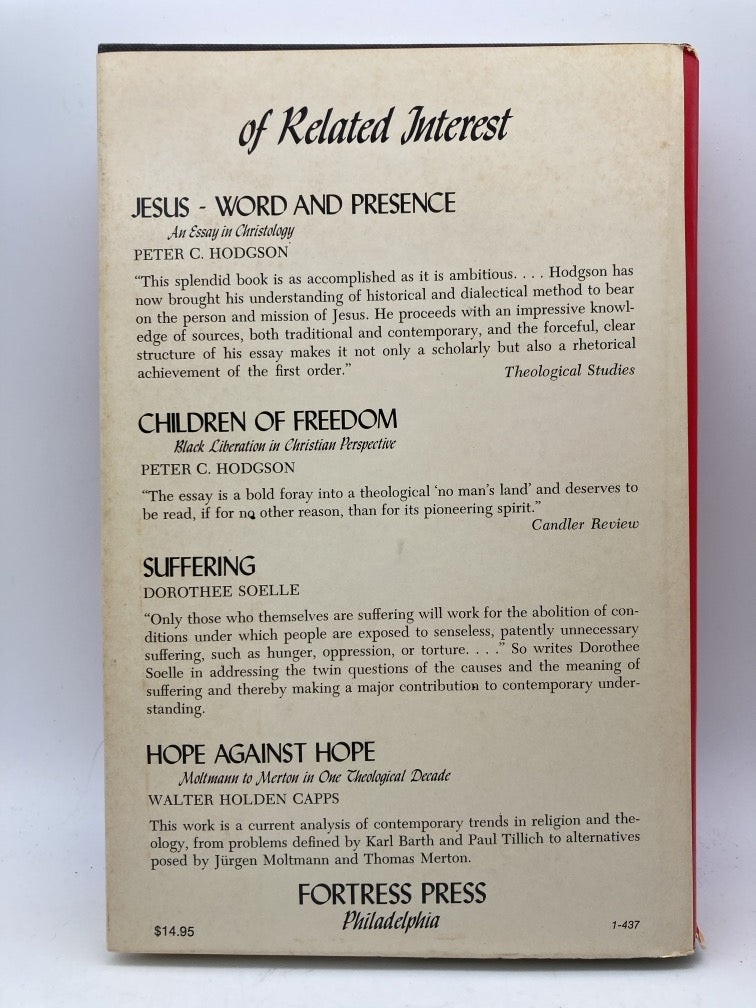 of Related Interest
JESUS - WORD AND PRESENCE
An Essay in Christology
PETER C. HODGSON
“This splendid book is as accomplished as it is ambitious. . . . Hodgson has
now brought his understanding of historical and dialectical method to bear
on the person and mission of Jesus. He proceeds with an impressive knowl-
edge of sources, both traditional and contemporary, and the forceful, clear
structure of his essay makes it not only a scholarly but also a rhetorical
achievement of the first order.” Theological Studies
CHILDREN OF FREEDOM
Black Liberation in Christian Perspective
PETER C. HODGSON
“The essay is a bold foray into a theological ‘no man’s land’ and deserves to
be read, if for no other reason, than for its pioneering spirit.”
Candler Review
SUFFERING
DOROTHEE SOELLE
“Only those who themselves are suffering will work for the abolition of con-
ditions under which people are exposed to senseless, patently unnecessary
suffering, such as hunger, oppression, or torture. . . .” So writes Dorothee
Soelle in addressing the twin questions of the causes and the meaning of
suffering and thereby making a major contribution to contemporary under-
standing.
HOPE AGAINST HOPE
Moltmann to Merton in One Theological Decade
WALTER HOLDEN CAPPS
This work is a current analysis of contemporary trends in religion and the-
ology, from problems defined by Karl Barth and Paul Tillich to alternatives
posed by Jürgen Moltmann and Thomas Merton.
FORTRESS PRESS
Philadelphia
$14.95 1-437